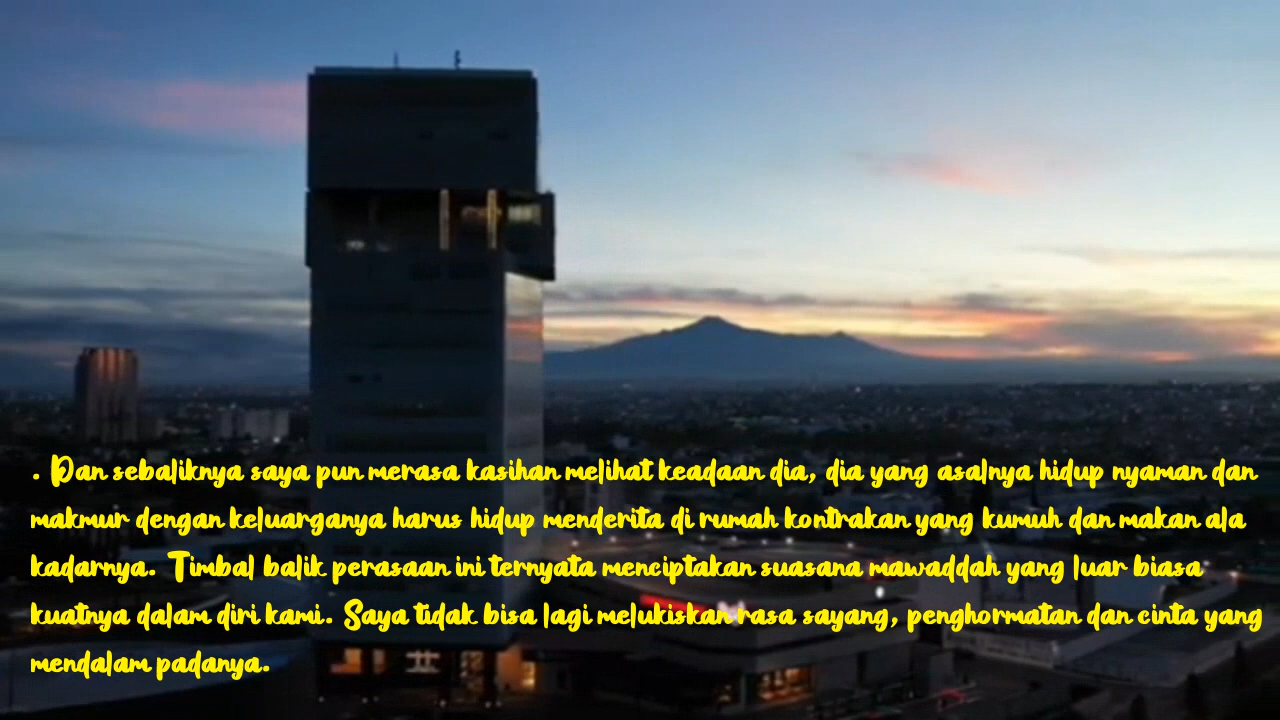 . Dan sebaliknya saya pun merasa kasihan melihat keadaan dia, dia yang asalnya hidup nyaman dan
makmur dengan keluarganya harus hidup menderita di rumah kontrakan yang kumuh dan makan ala
kadarnya. Timbal balik perasaan ini ternyata menciptakan suasana mawaddah yang luar biasa
kuatnya dalam diri kami. Saya tidak bisa lagi melukiskan rasa sayang, penghormatan dan cinta yang
mendalam padanya.